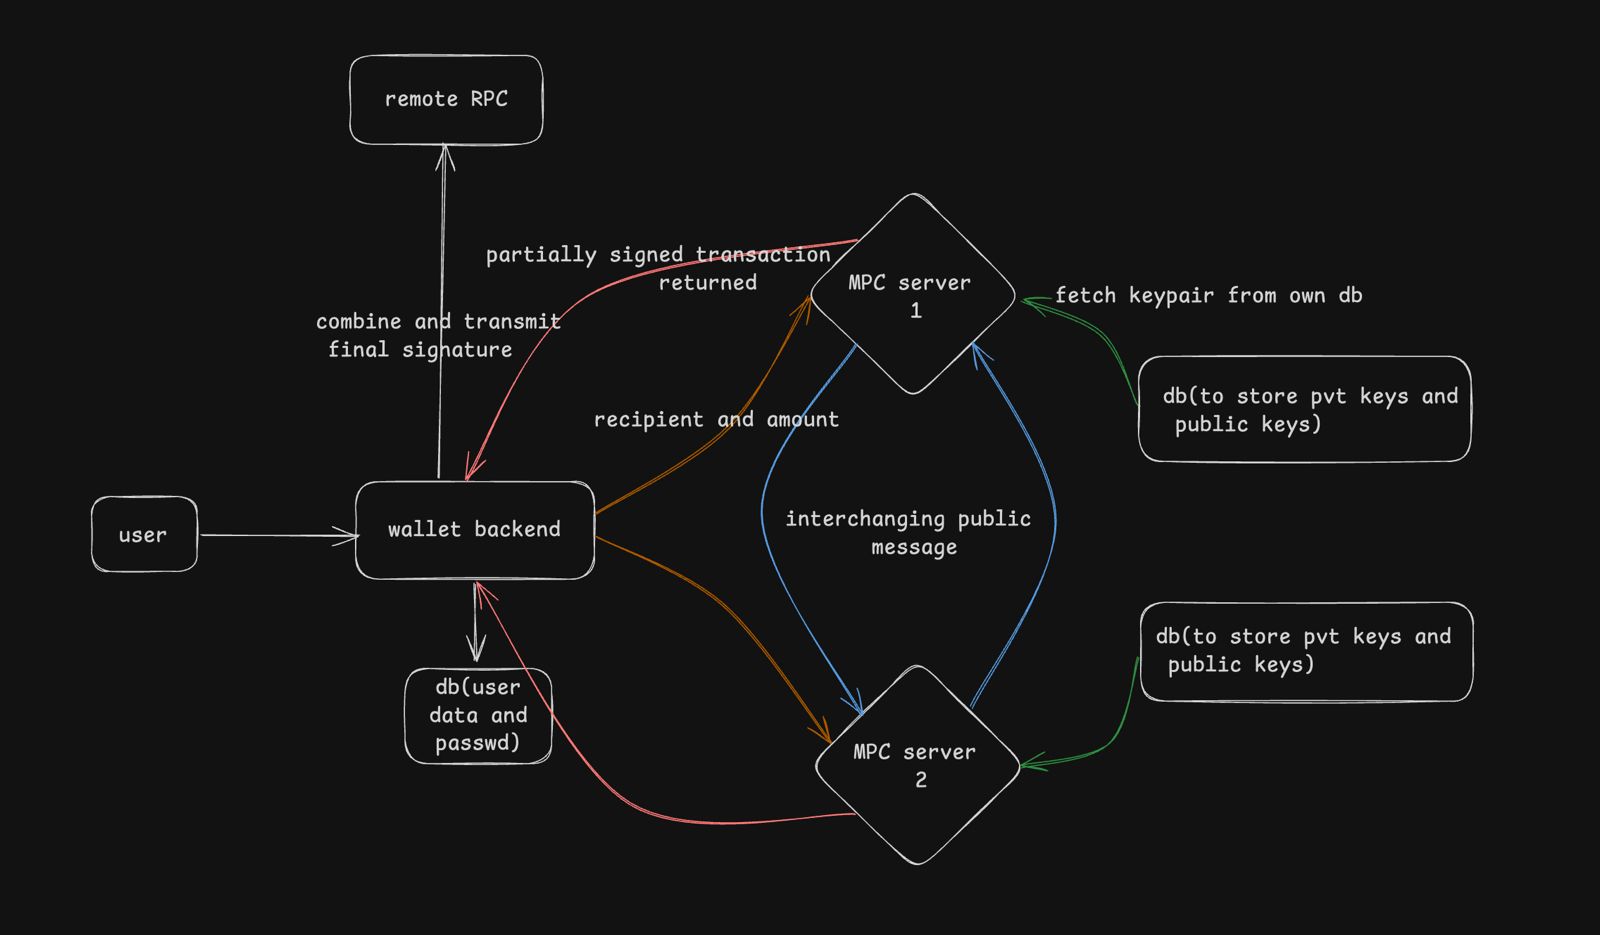 remote RPC
partially signed transaction
returned
MPC server
1
fetch keypair from own db
combine and transmit
final signature
db(to store pvt keys and
public keys)
recipient and amount
user
wallet backend
interchanging public
message
db(to store pvt keys and
public keys)
db(user
data and
passwd)
MPC server
2